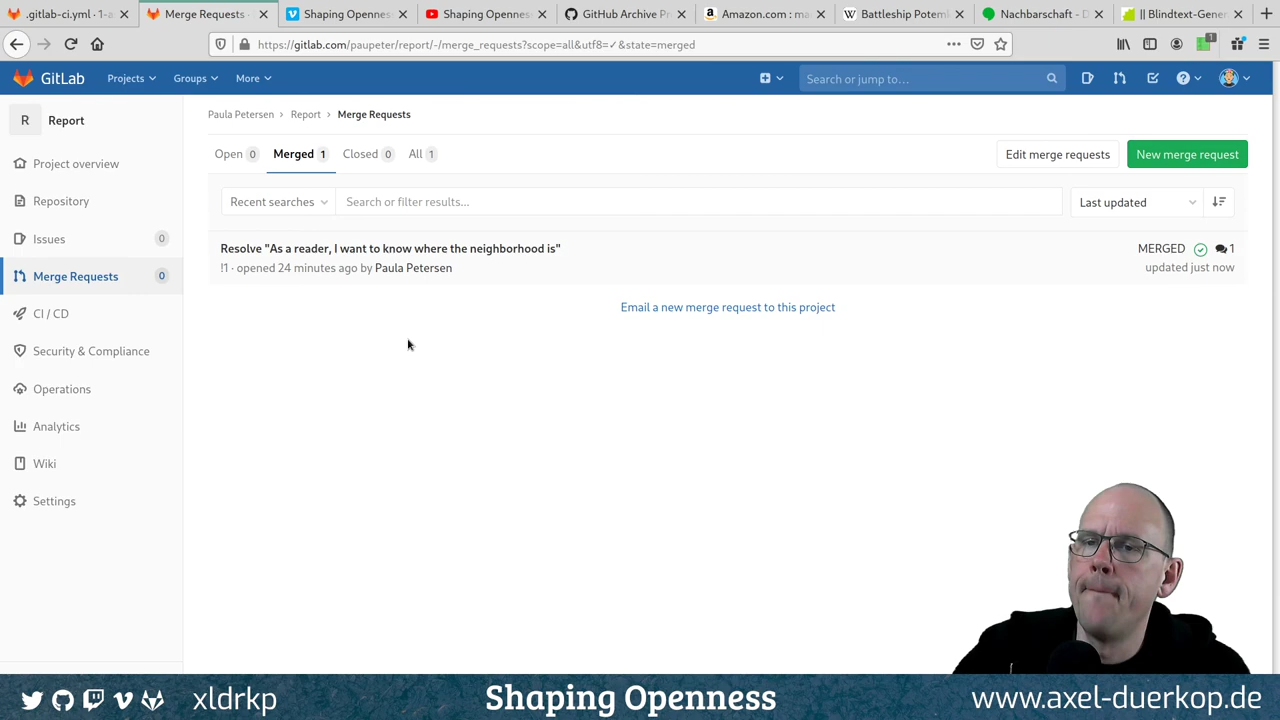 .gitlab-ci.yml · 1-a
Merge Requests ·
Shaping Openness
Shaping Openness
GitHub Archive Pr
Amazon.com : ma
Battleship Potemk
Nachbarschaft - D
|| Blindtext-Gener
https://gitlab.com/paupeter/report/-/merge_requests?scope=all&utf8=✓&state=merged
1
GitLab
Projects
Groups
More
Search or jump to…
R
Report
Project overview
Repository
Issues 0
Merge Requests 0
CI / CD
Security & Compliance
Operations
Analytics
Wiki
Settings
Paula Petersen › Report › Merge Requests
Open 0 Merged 1 Closed 0 All 1
Edit merge requests
New merge request
Recent searches
Search or filter results...
Last updated
Resolve "As a reader, I want to know where the neighborhood is"
!1 · opened 24 minutes ago by Paula Petersen
MERGED 1
updated just now
Email a new merge request to this project
xldrkp
Shaping Openness
www.axel-duerkop.de